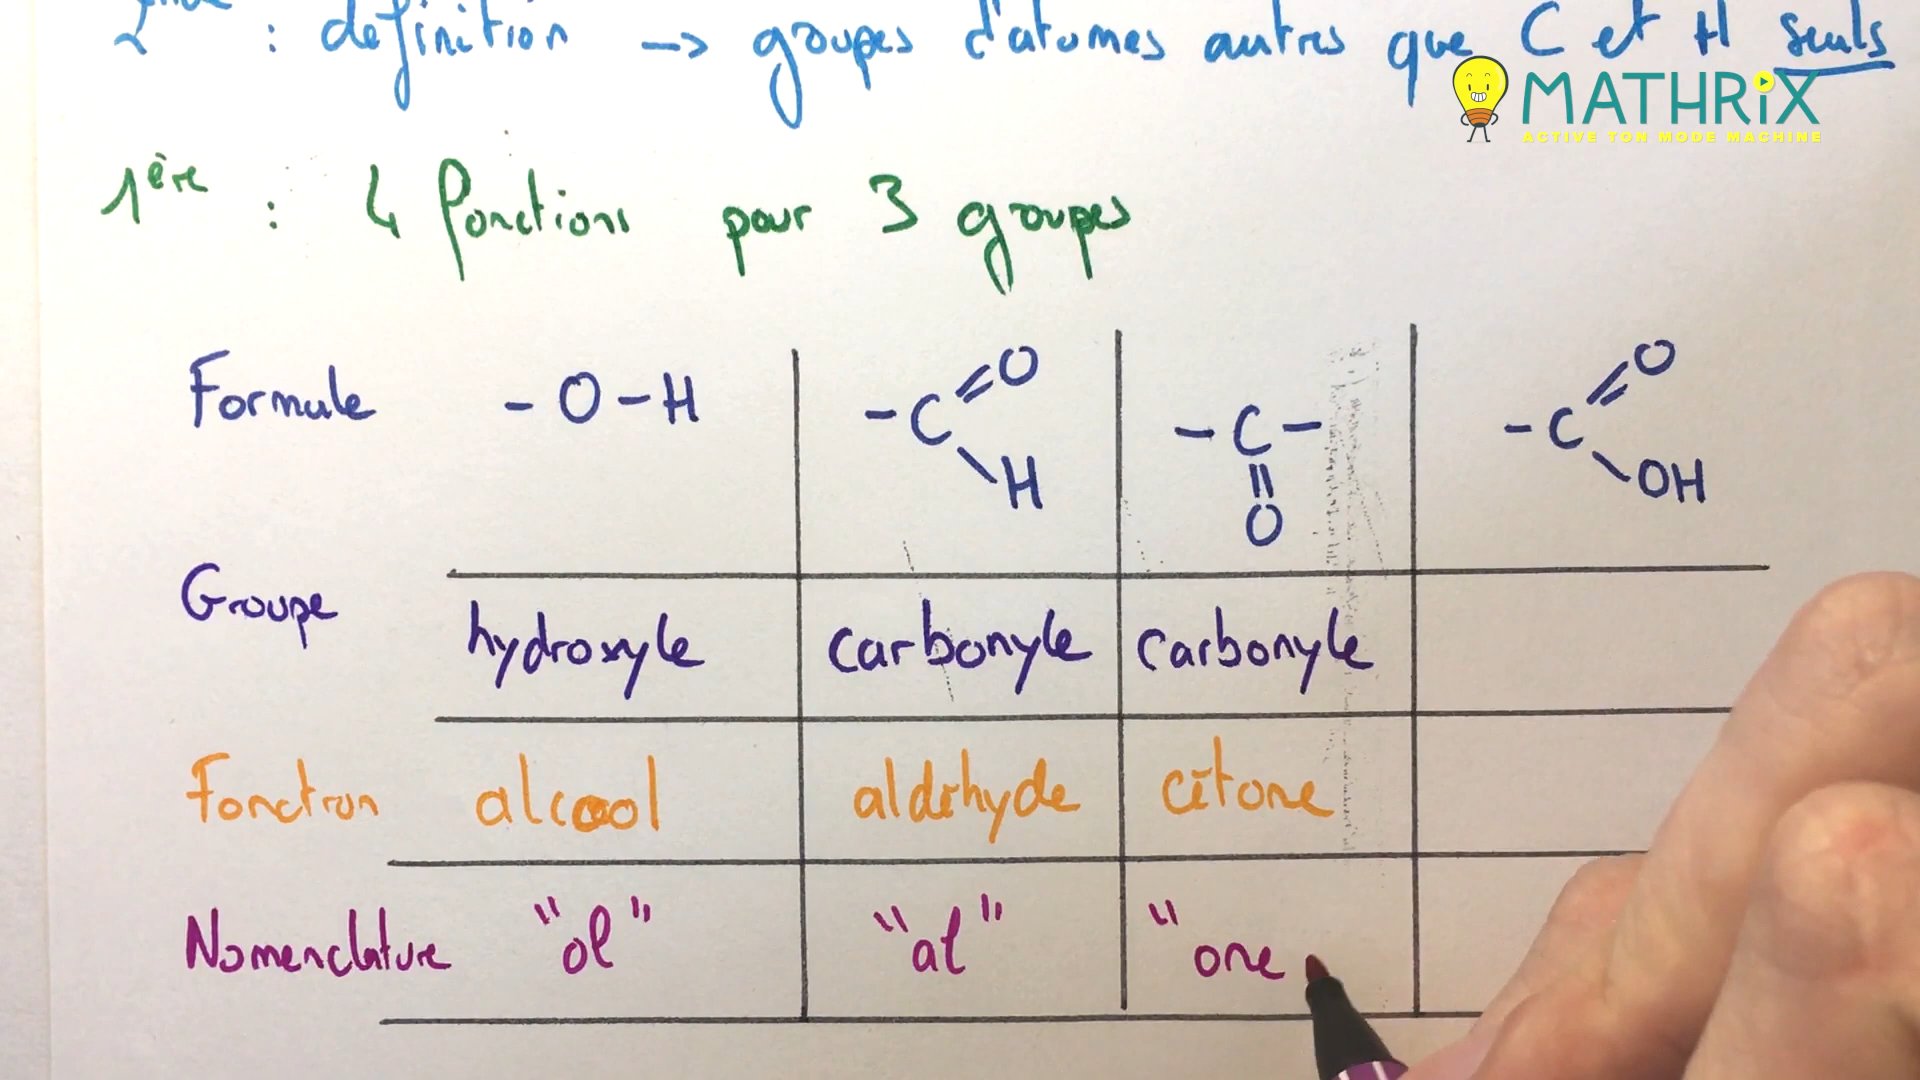 2nde : définition → groupes d'atomes autres que C et H seuls
MATHRiX
ACTIVE TON MODE MACHINE
1ère : 4 fonctions pour 3 groupes
Formule - O - H - C = O \ H - C - || O - C = O \ OH
Groupe hydroxyle carbonyle carbonyle
Fonction alcool aldéhyde cétone
Nomenclature "ol" "al" "one